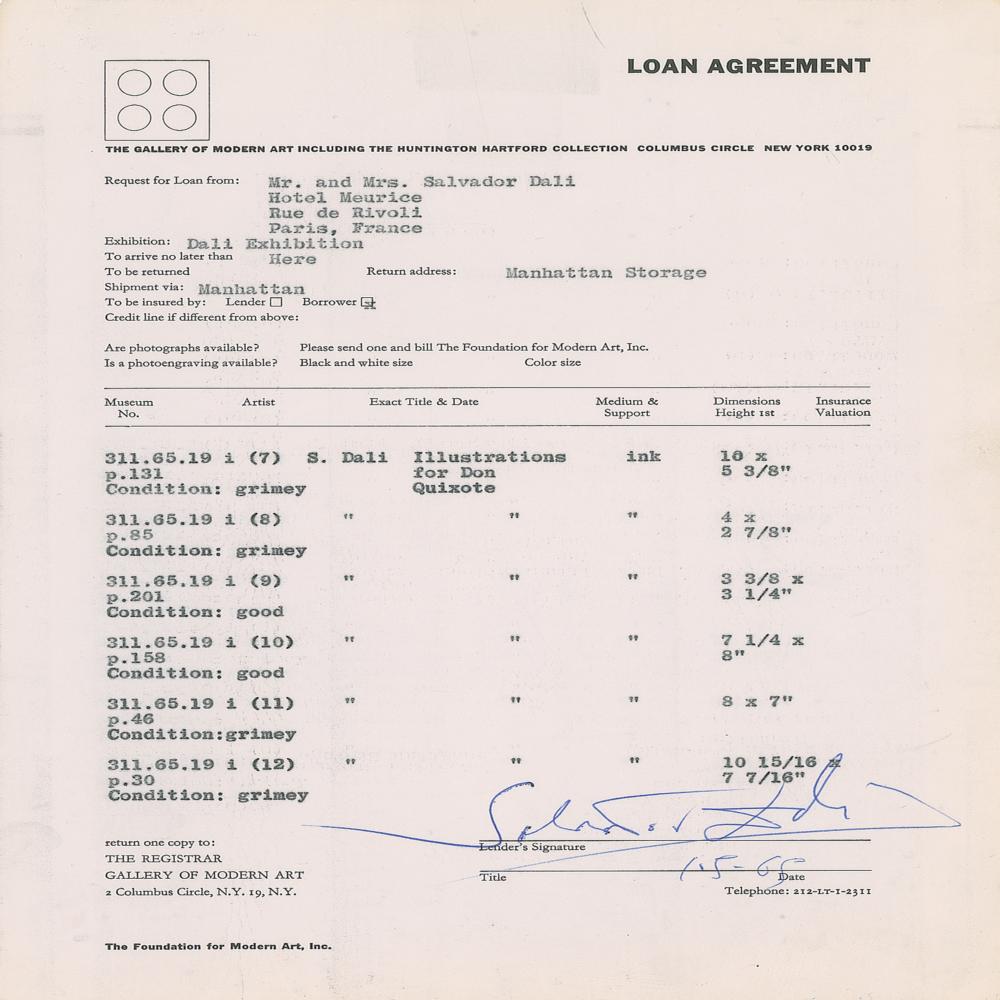 LOAN AGREEMENT
THE GALLERY OF MODERN ART INCLUDING THE HUNTINGTON HARTFORD COLLECTION COLUMBUS CIRCLE NEW YORK 10019
Request for Loan from: Mr. and Mrs. Salvador Dali
Hotel Meurice
Rue de Rivoli
Paris, France
Exhibition: Dali Exhibition
To arrive no later than Here
To be returned Return address: Manhattan Storage
Shipment via: Manhattan
To be insured by: Lender ☐ Borrower ☒
Credit line if different from above:
Are photographs available? Please send one and bill The Foundation for Modern Art, Inc.
Is a photoengraving available? Black and white size Color size
Museum Artist Exact Title & Date Medium & Dimensions Insurance
No. Support Height 1st Valuation
311.65.19 i (7) S. Dali Illustrations ink 10 x
p.131 for Don 5 3/8"
Condition: grimey Quixote
311.65.19 i (8) " " " 4 x
p.85 2 7/8"
Condition: grimey
311.65.19 i (9) " " " 3 3/8 x
p.201 3 1/4"
Condition: good
311.65.19 i (10) " " " 7 1/4 x
p.158 8"
Condition: good
311.65.19 i (11) " " " 8 x 7"
p.46
Condition:grimey
311.65.19 i (12) " " " 10 15/16 x
p.30 7 7/16"
Condition: grimey
Salvador Dali
return one copy to: Lender's Signature
THE REGISTRAR
GALLERY OF MODERN ART Title Date
2 Columbus Circle, N.Y. 19, N.Y. Telephone: 212-LT-1-2311
The Foundation for Modern Art, Inc.